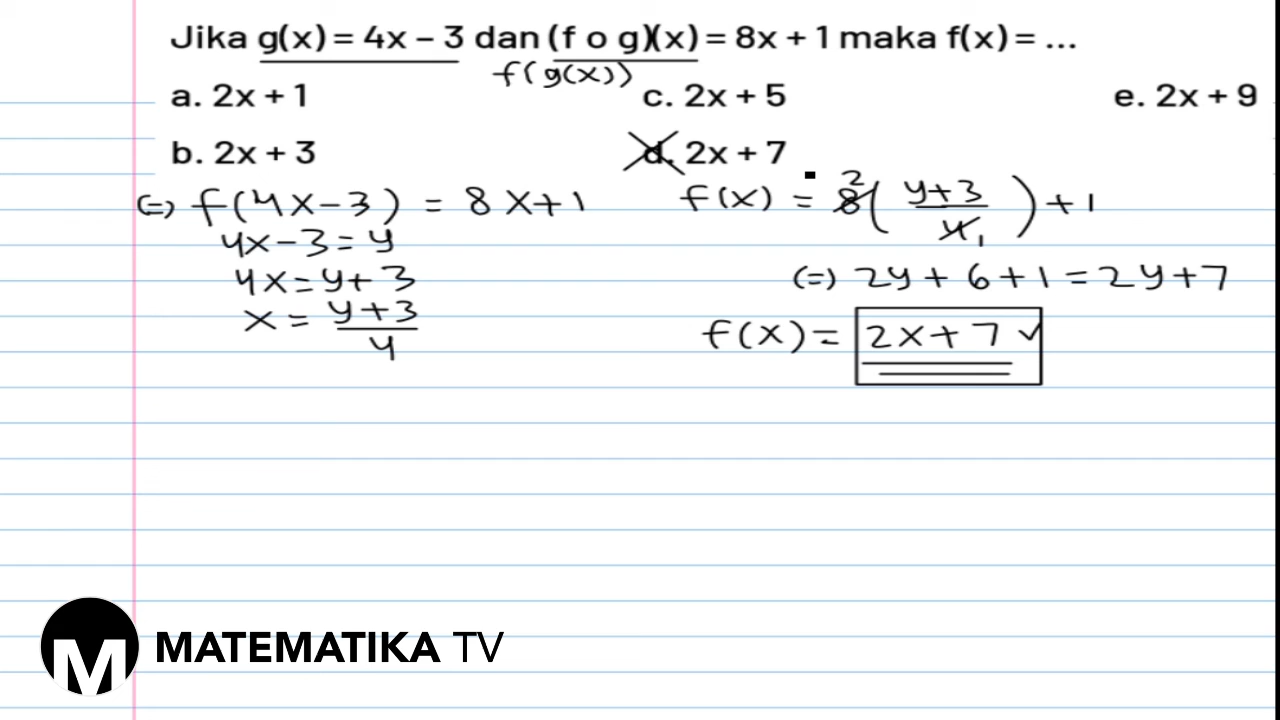 Jika g(x) = 4x – 3 dan (f o g)(x) = 8x + 1 maka f(x) = ...
f(g(x))
a. 2x + 1
c. 2x + 5
e. 2x + 9
b. 2x + 3
d. 2x + 7
(=) f(4x-3) = 8x+1
4x-3 = y
4x = y+3
x = y+3/4
f(x) = 8 2 (y+3/4 1) + 1
(=) 2y + 6 + 1 = 2y + 7
f(x) = 2x + 7 ✓
M MATEMATIKA TV